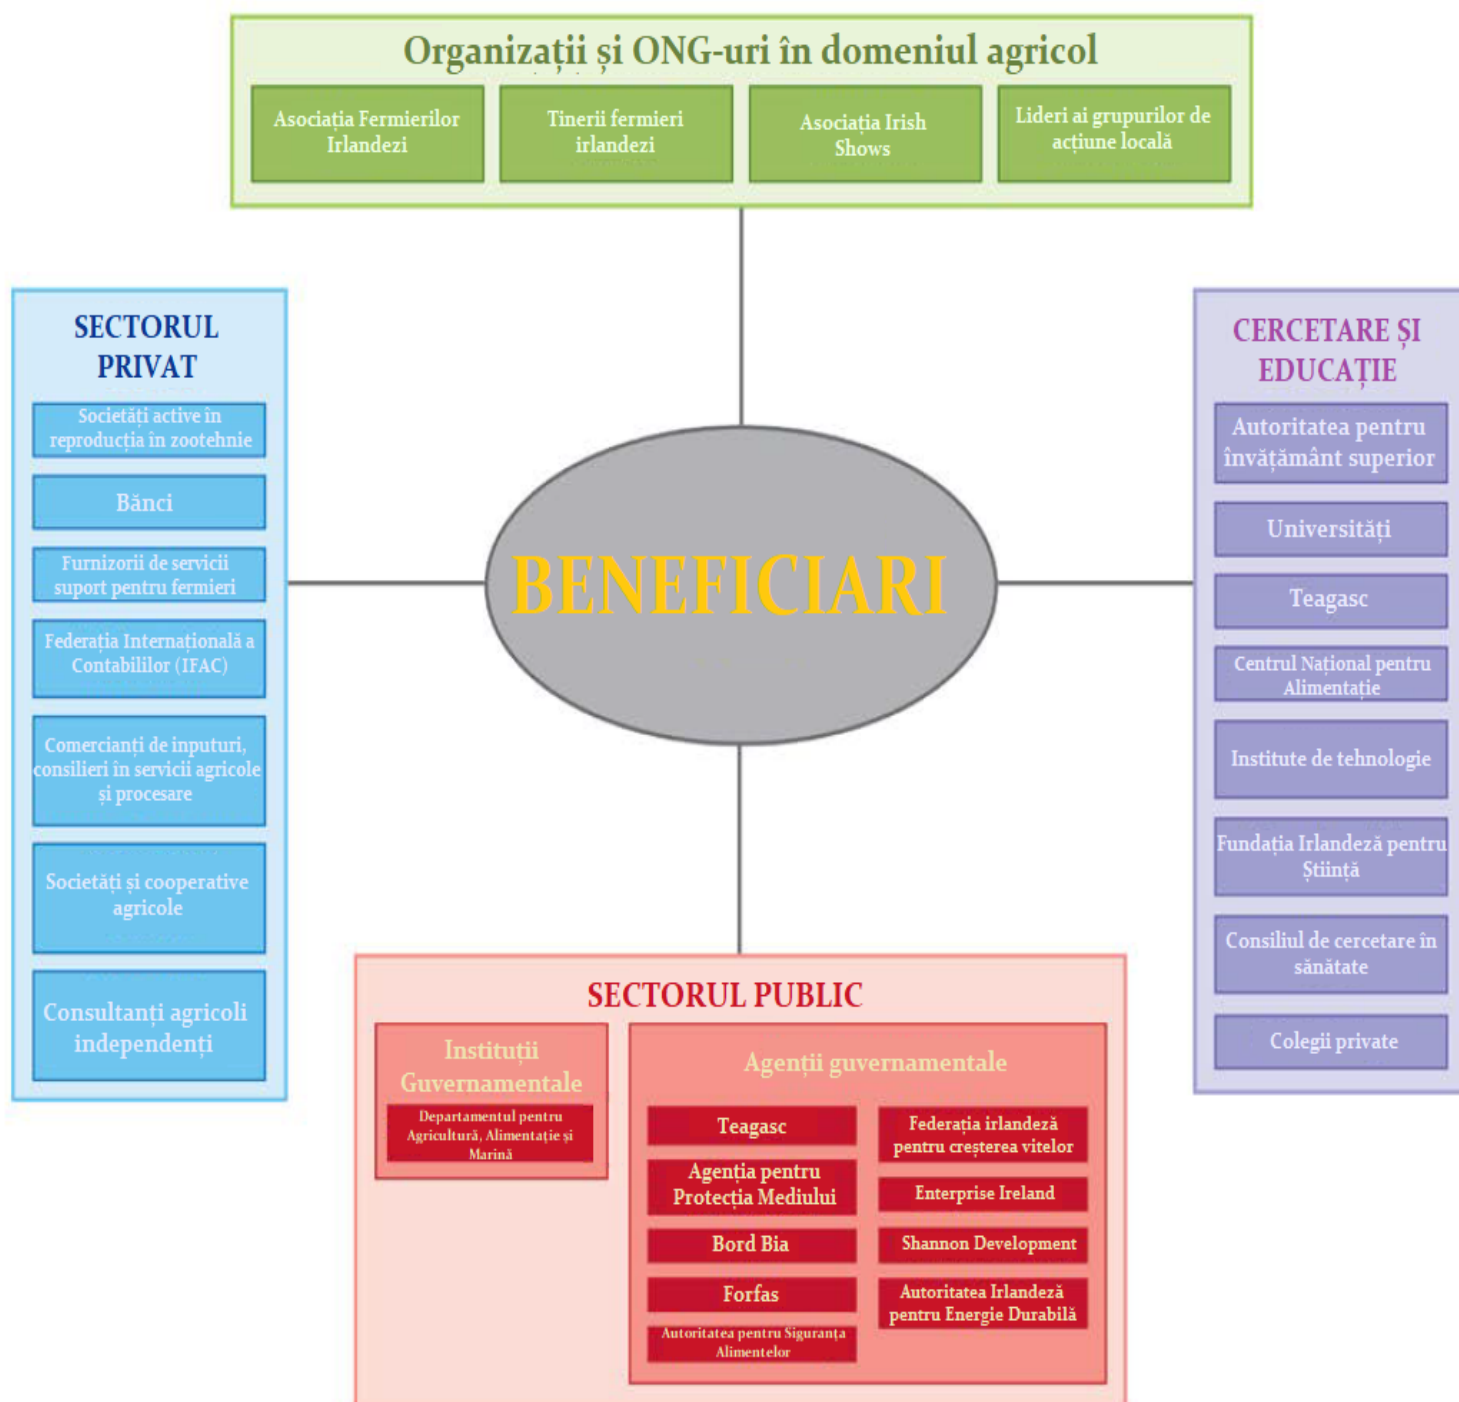 Organizații și ONG-uri în domeniul agricol
Asociația Fermierilor
Irlandezi
Tinerii fermieri
irlandezi
Asociația Irish
Shows
Lideri ai grupurilor de
acțiune locală
SECTORUL
PRIVAT
Societăți active în
reproducția în zootehnie
Bănci
Furnizorii de servicii
suport pentru fermieri
Federația Internațională a
Contabililor (IFAC)
Comercianți de inputuri,
consilieri în servicii agricole
și procesare
Societăți și cooperative
agricole
Consultanți agricoli
independenți
BENEFICIARI
CERCETARE ȘI
EDUCAȚIE
Autoritatea pentru
învățământ superior
Universități
Teagasc
Centrul Național pentru
Alimentație
Institute de tehnologie
Fundația Irlandeză pentru
Știință
Consiliul de cercetare în
sănătate
Colegii private
SECTORUL PUBLIC
Instituții
Guvernamentale
Departamentul pentru
Agricultură, Alimentație și
Marină
Agenții guvernamentale
Teagasc
Agenția pentru
Protecția Mediului
Bord Bia
Forfas
Autoritatea pentru Siguranța
Alimentelor
Federația irlandeză
pentru creșterea vitelor
Enterprise Ireland
Shannon Development
Autoritatea Irlandeză
pentru Energie Durabilă